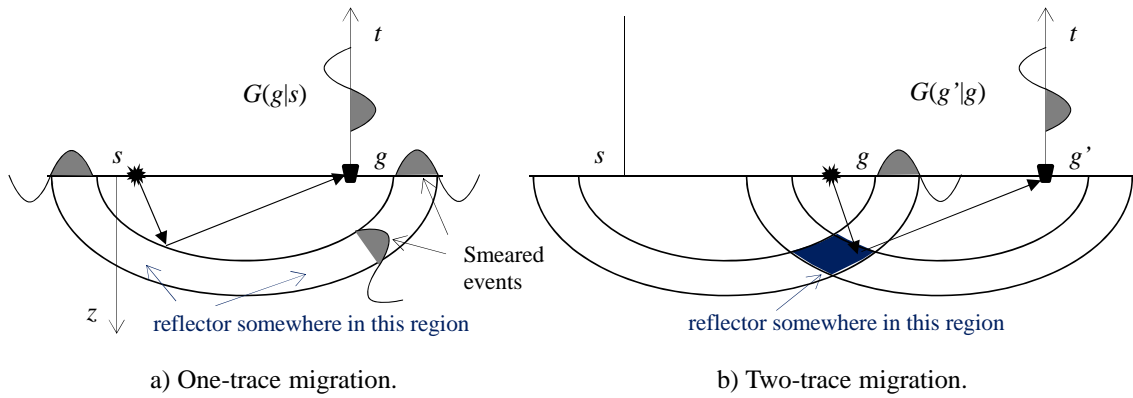 t
G(g|s)
s
g
Smeared
events
z
reflector somewhere in this region
a) One-trace migration.
t
G(g’|g)
s
g
g’
reflector somewhere in this region
b) Two-trace migration.